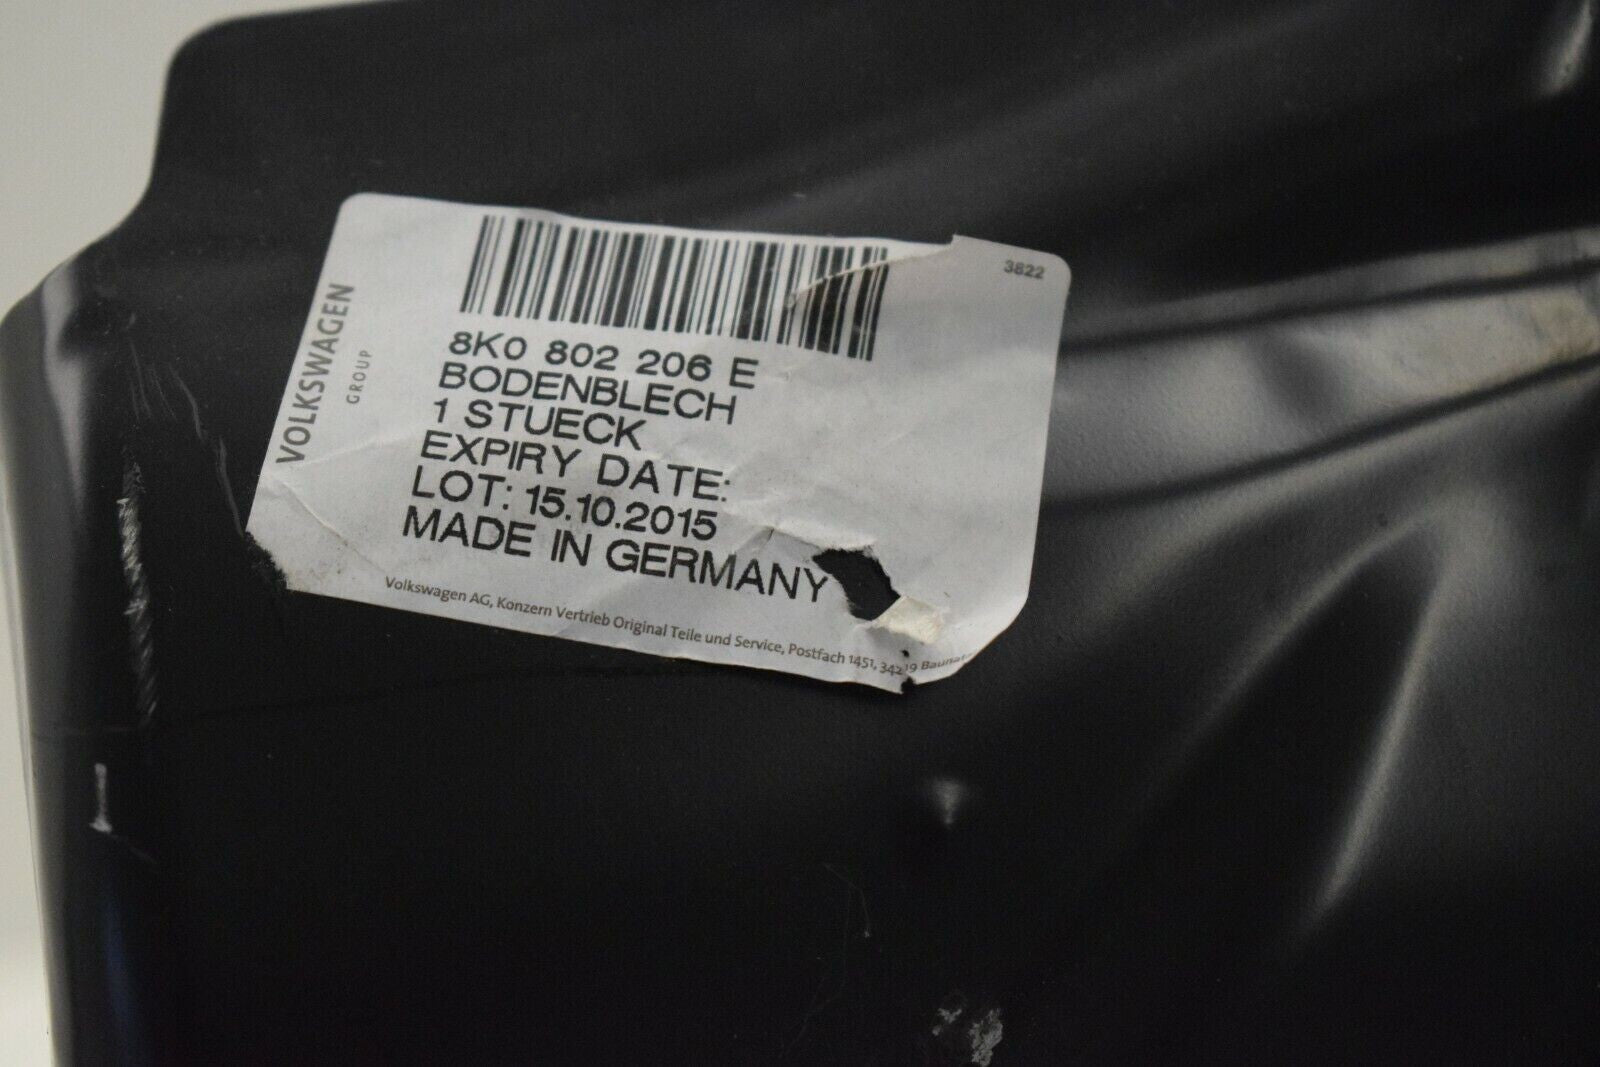 VOLKSWAGEN
GROUP
3822
8K0 802 206 E
BODENBLECH
1 STUECK
EXPIRY DATE:
LOT: 15.10.2015
MADE IN GERMANY
Volkswagen AG, Konzern Vertrieb Original Teile und Service, Postfach 1451,